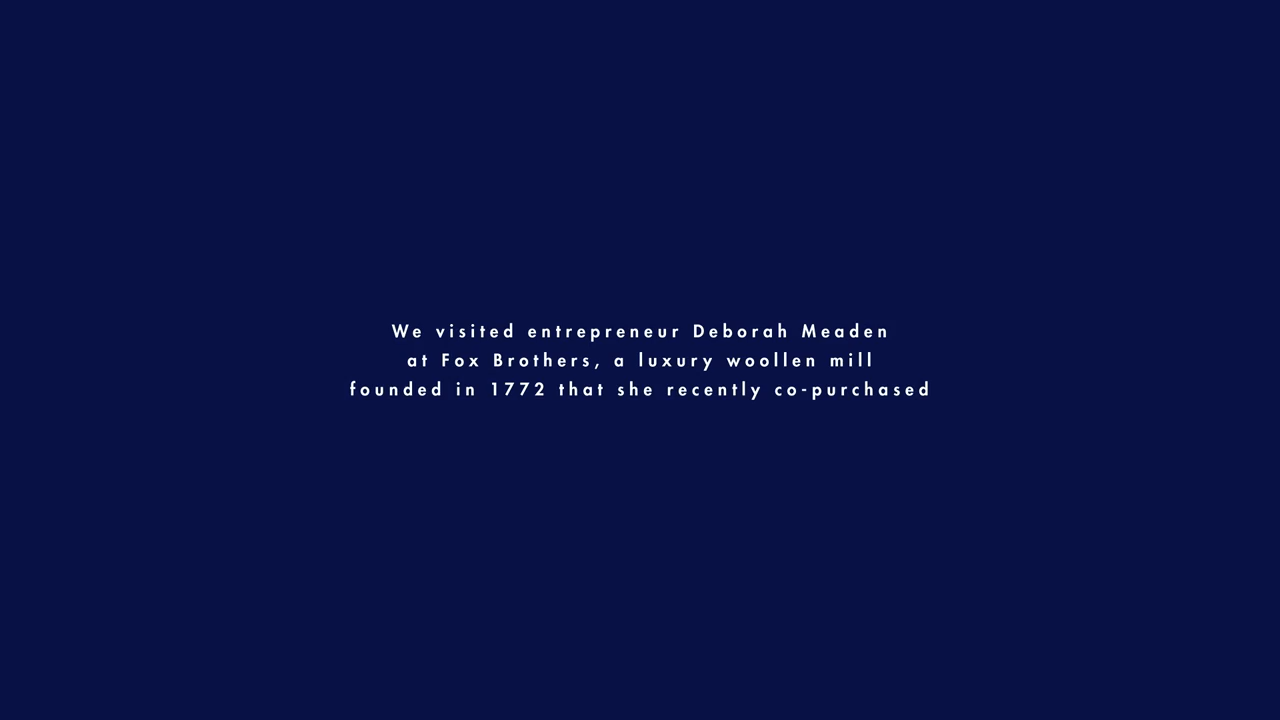 We visited entrepreneur Deborah Meaden
at Fox Brothers, a luxury woollen mill
founded in 1772 that she recently co-purchased